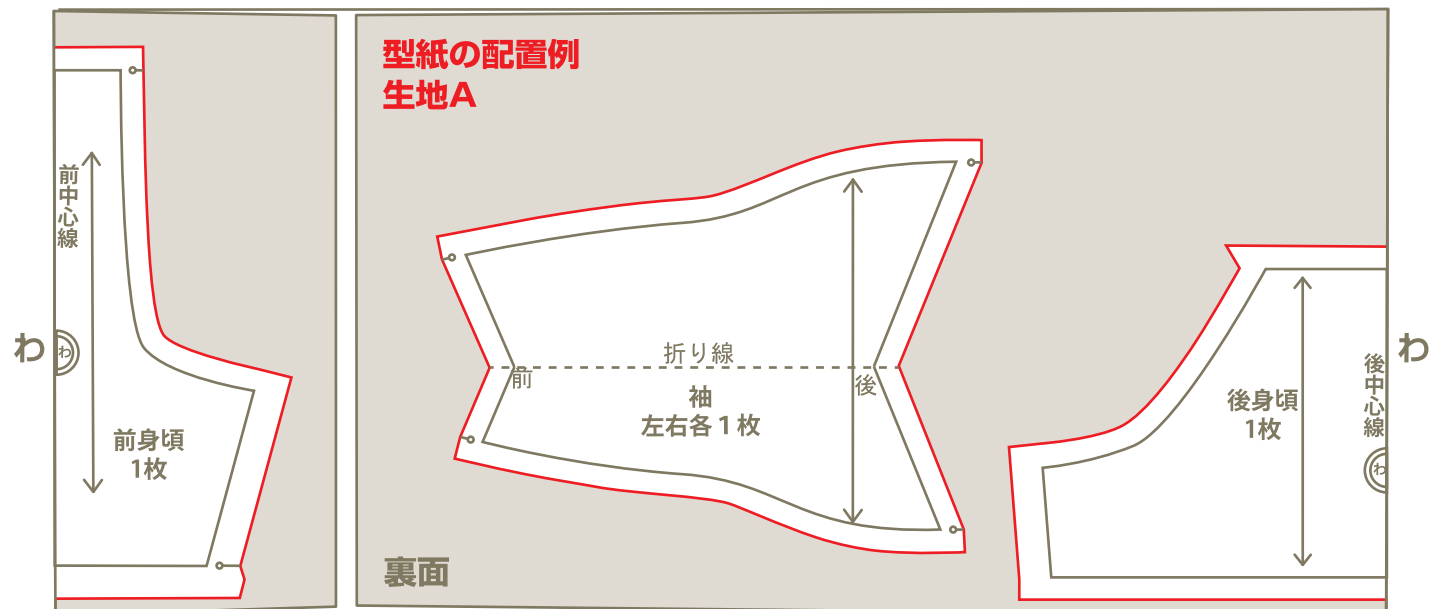 型紙の配置例
生地A
前中心線
わ
わ
前身頃
1枚
折り線
前
後
袖
左右各1枚
後身頃
1枚
後中心線
わ
わ
裏面